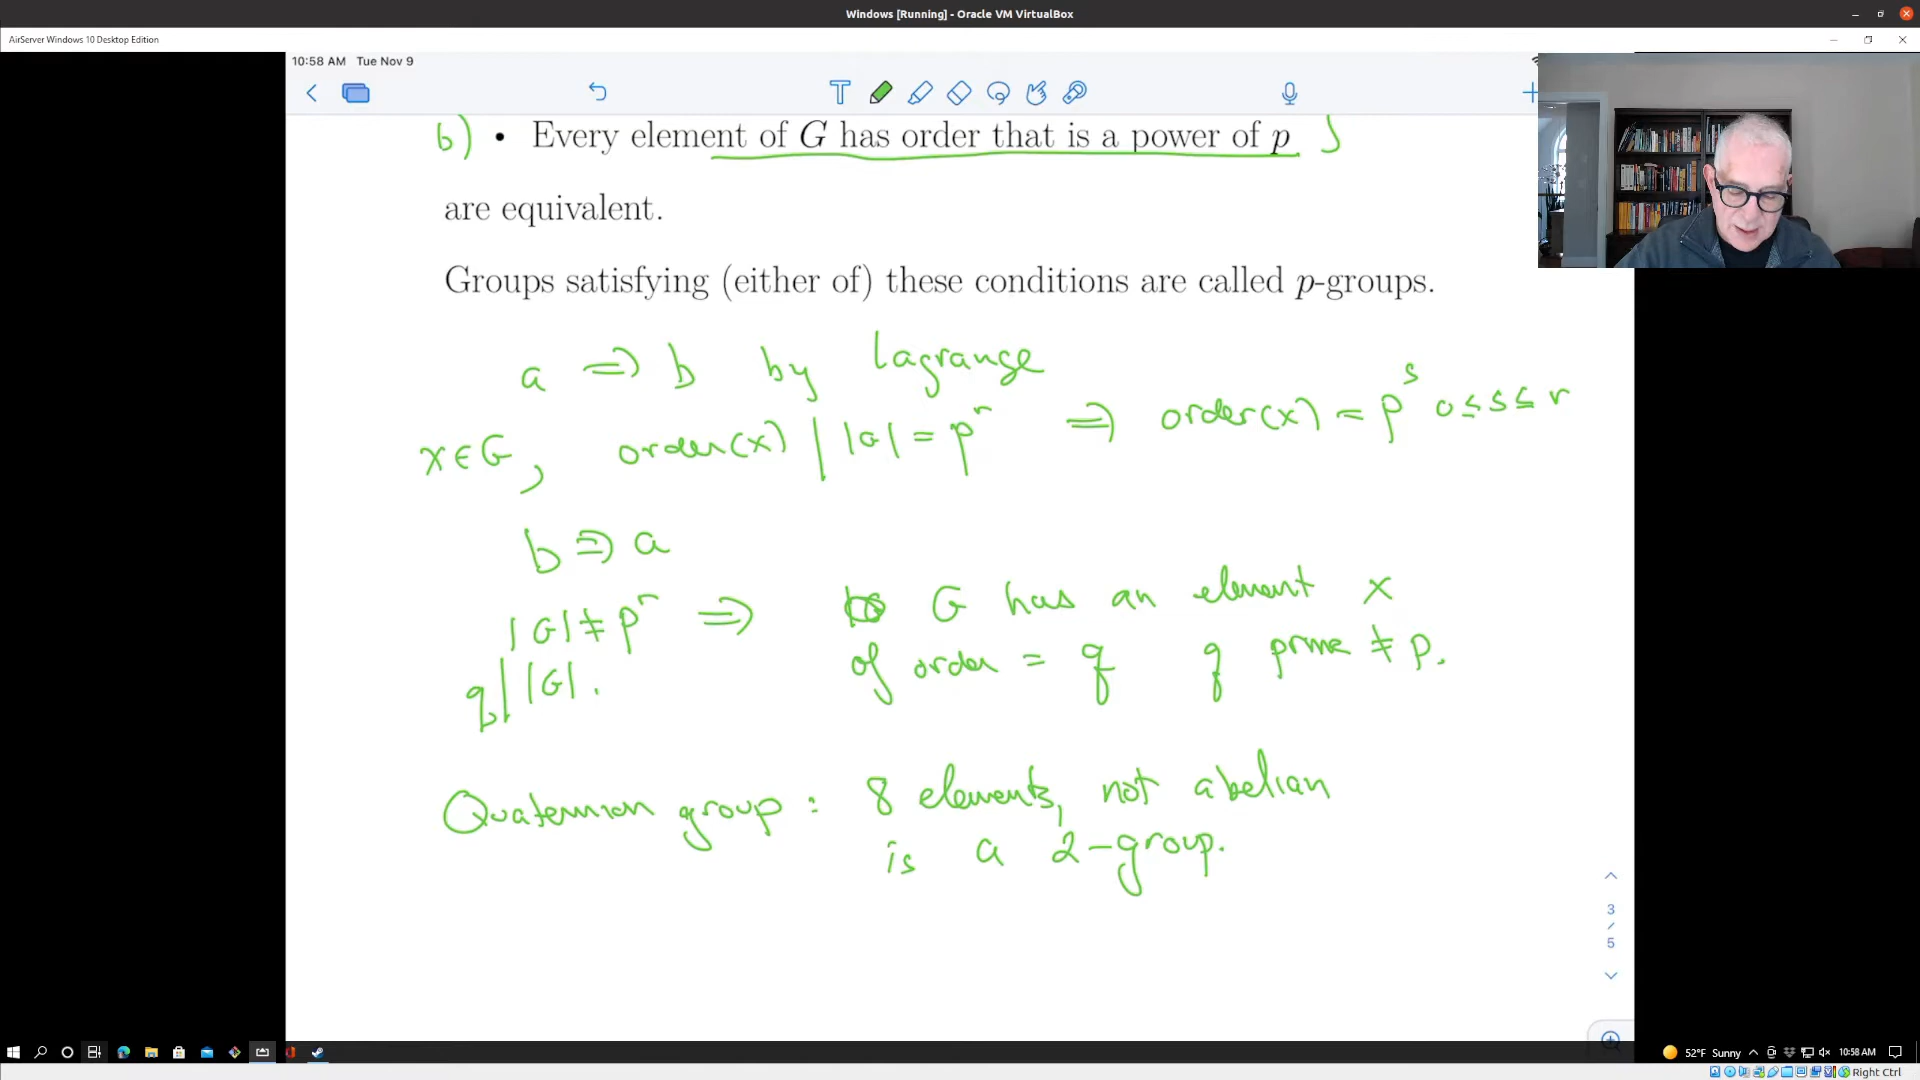 Windows [Running] - Oracle VM VirtualBox
AirServer Windows 10 Desktop Edition
10:58 AM Tue Nov 9
b) • Every element of G has order that is a power of p
are equivalent.
Groups satisfying (either of) these conditions are called p-groups.
a ⇒ b by Lagrange
x ∈ G, order(x) | |G| = p^r ⇒ order(x) = p^s 0 ≤ s ≤ r
b ⇒ a
|G| ≠ p^r ⇒ G has an element x
q | |G|. of order = q q prime ≠ p.
Quaternion group: 8 elements, not abelian
is a 2-group.
3
/
5
52°F Sunny 10:58 AM
Right Ctrl